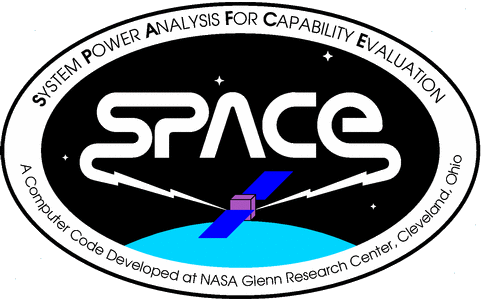 SYSTEM POWER ANALYSIS FOR CAPABILITY EVALUATION
SPACE
A Computer Code Developed at NASA Glenn Research Center, Cleveland, Ohio